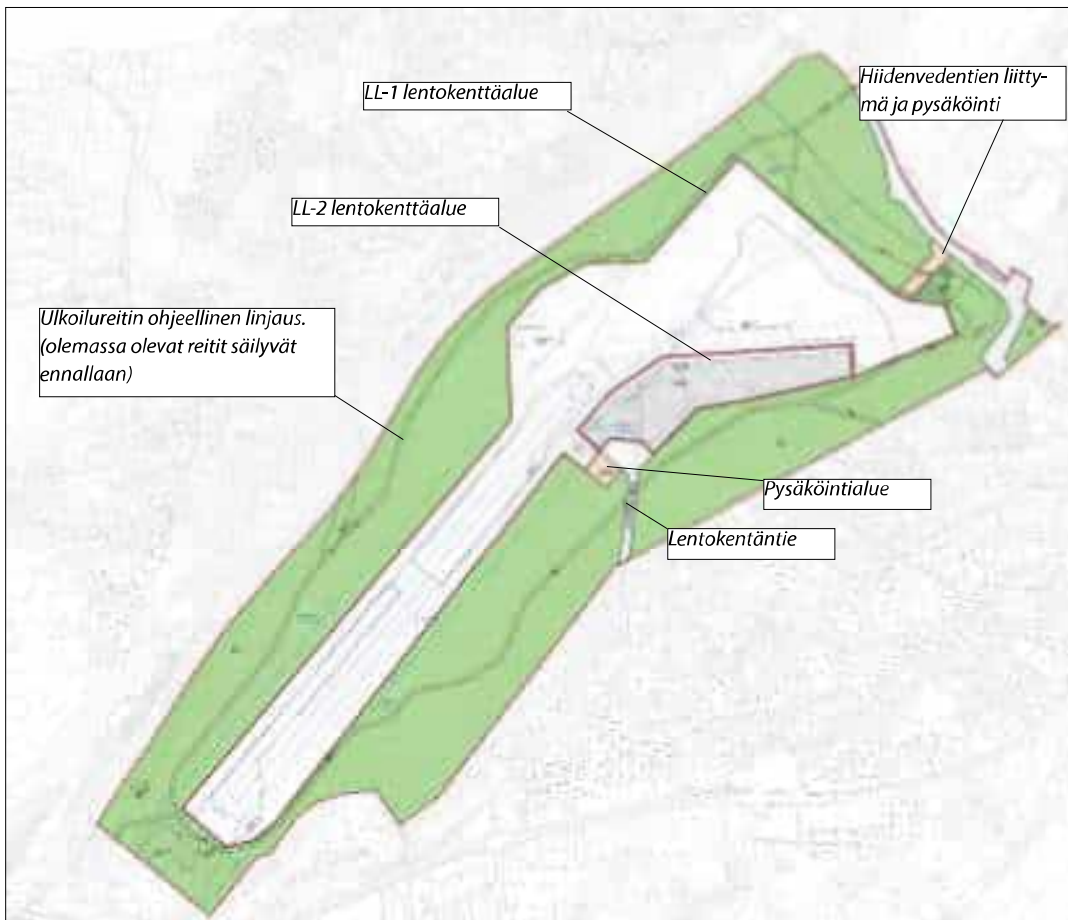 LL-1 lentokenttäalue
Hiidenvedentien liitty-
mä ja pysäköinti
LL-2 lentokenttäalue
Ulkoilureitin ohjeellinen linjaus.
(olemassa olevat reitit säilyvät
ennallaan)
Pysäköintialue
Lentokentäntie